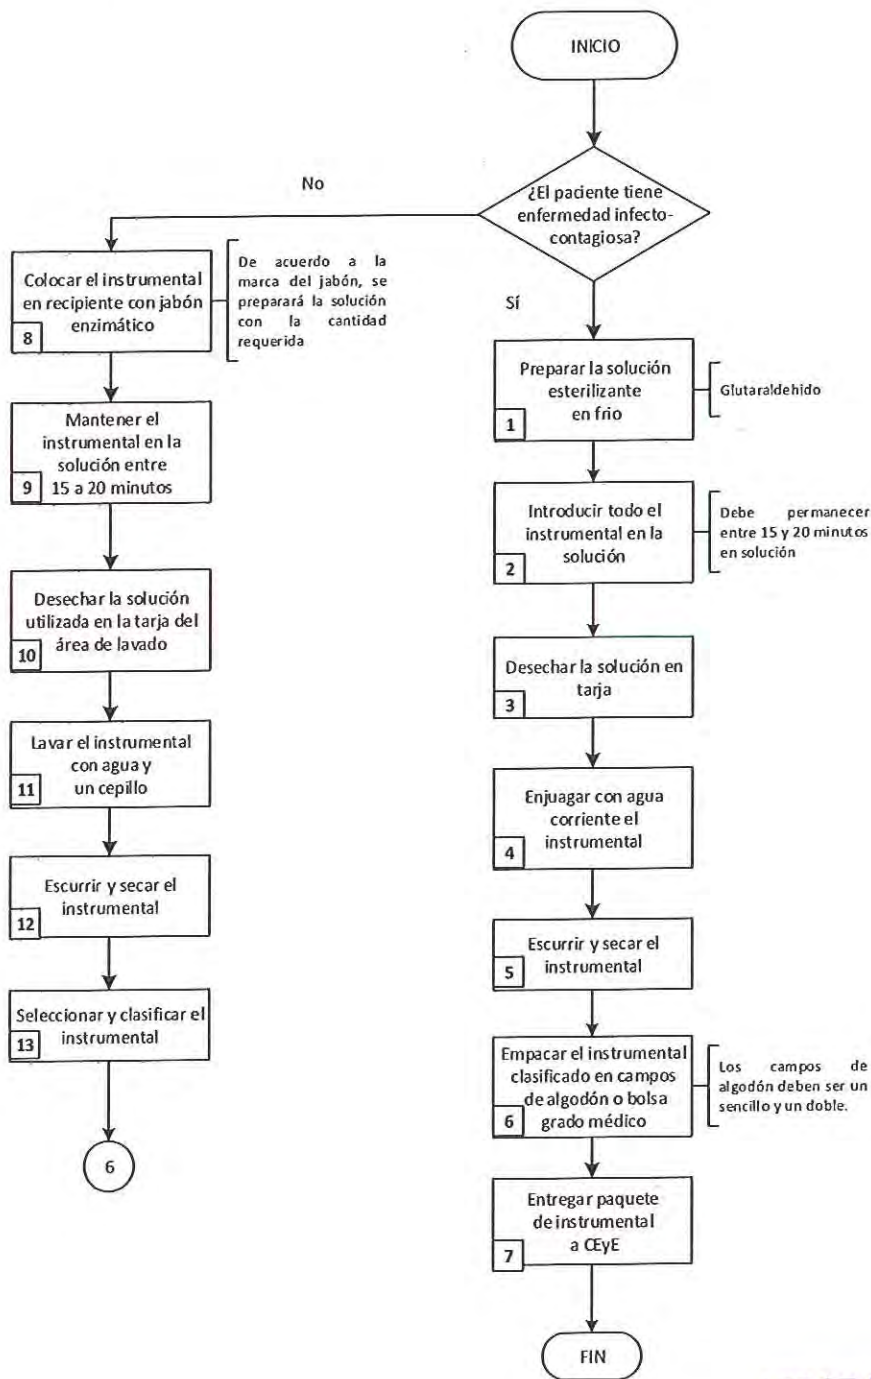 INICIO
¿El paciente tiene
enfermedad infecto-
contagiosa?
No
Colocar el instrumental
en recipiente con jabón
enzimático
8
De acuerdo a la
marca del jabón, se
preparará la solución
con la cantidad
requerida
Mantener el
instrumental en la
solución entre
15 a 20 minutos
9
Desechar la solución
utilizada en la tarja del
área de lavado
10
Lavar el instrumental
con agua y
un cepillo
11
Escurrir y secar el
instrumental
12
Seleccionar y clasificar el
instrumental
13
6
Sí
Preparar la solución
esterilizante
en frio
1
Glutaraldehido
Introducir todo el
instrumental en la
solución
2
Debe permanecer
entre 15 y 20 minutos
en solución
Desechar la solución en
tarja
3
Enjuagar con agua
corriente el
instrumental
4
Escurrir y secar el
instrumental
5
Empacar el instrumental
clasificado en campos
de algodón o bolsa
grado médico
6
Los campos de
algodón deben ser un
sencillo y un doble.
Entregar paquete
de instrumental
a CEyE
7
FIN